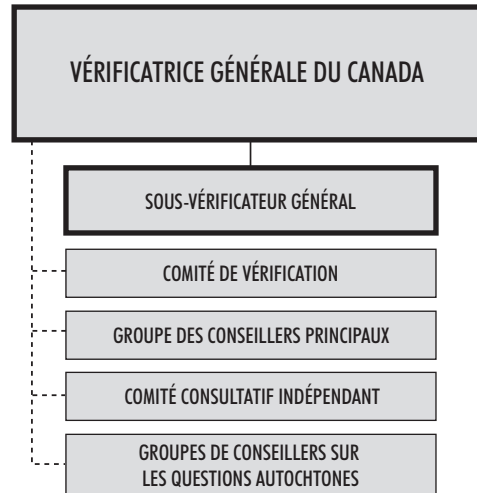 VÉRIFICATRICE GÉNÉRALE DU CANADA
SOUS-VÉRIFICATEUR GÉNÉRAL
COMITÉ DE VÉRIFICATION
GROUPE DES CONSEILLERS PRINCIPAUX
COMITÉ CONSULTATIF INDÉPENDANT
GROUPES DE CONSEILLERS SUR
LES QUESTIONS AUTOCHTONES